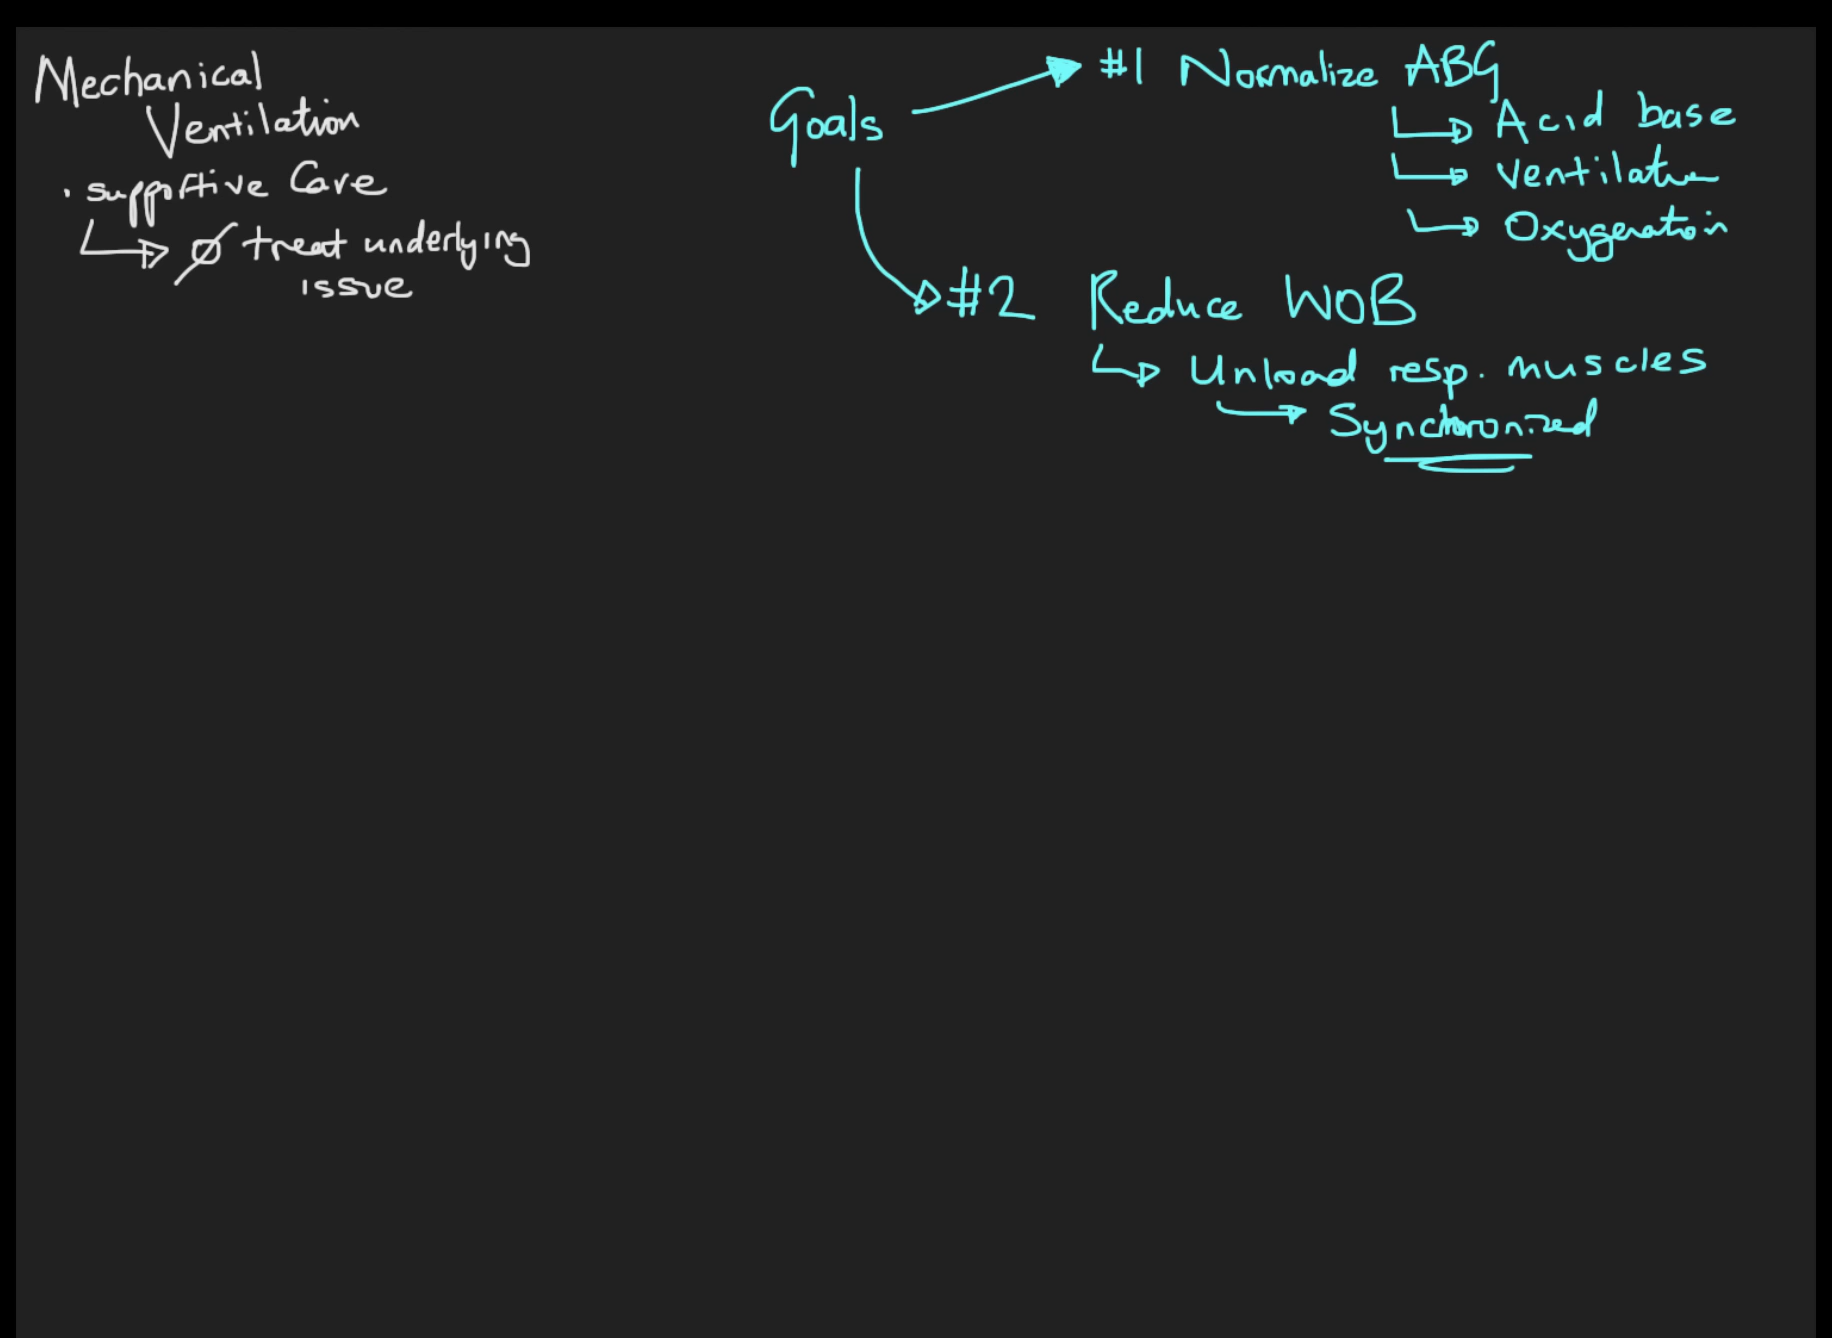 Mechanical
Ventilation
· supportive Care
↳ Ø treat underlying
issue
Goals
#1 Normalize ABG
↳ Acid base
↳ Ventilation
↳ Oxygenation
#2 Reduce WOB
↳ Unload resp. muscles
↳ Synchronized